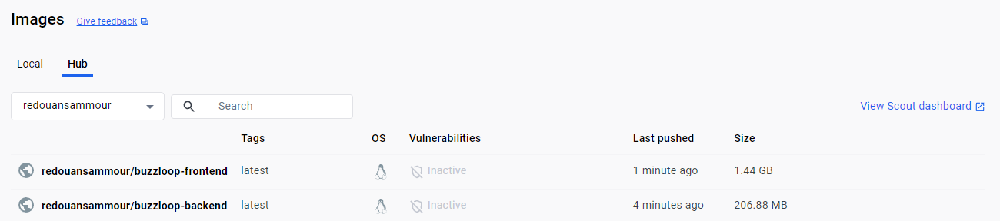 Images Give feedback
Local Hub
redouansammour Search View Scout dashboard
Tags OS Vulnerabilities Last pushed Size
redouansammour/buzzloop-frontend latest Inactive 1 minute ago 1.44 GB
redouansammour/buzzloop-backend latest Inactive 4 minutes ago 206.88 MB